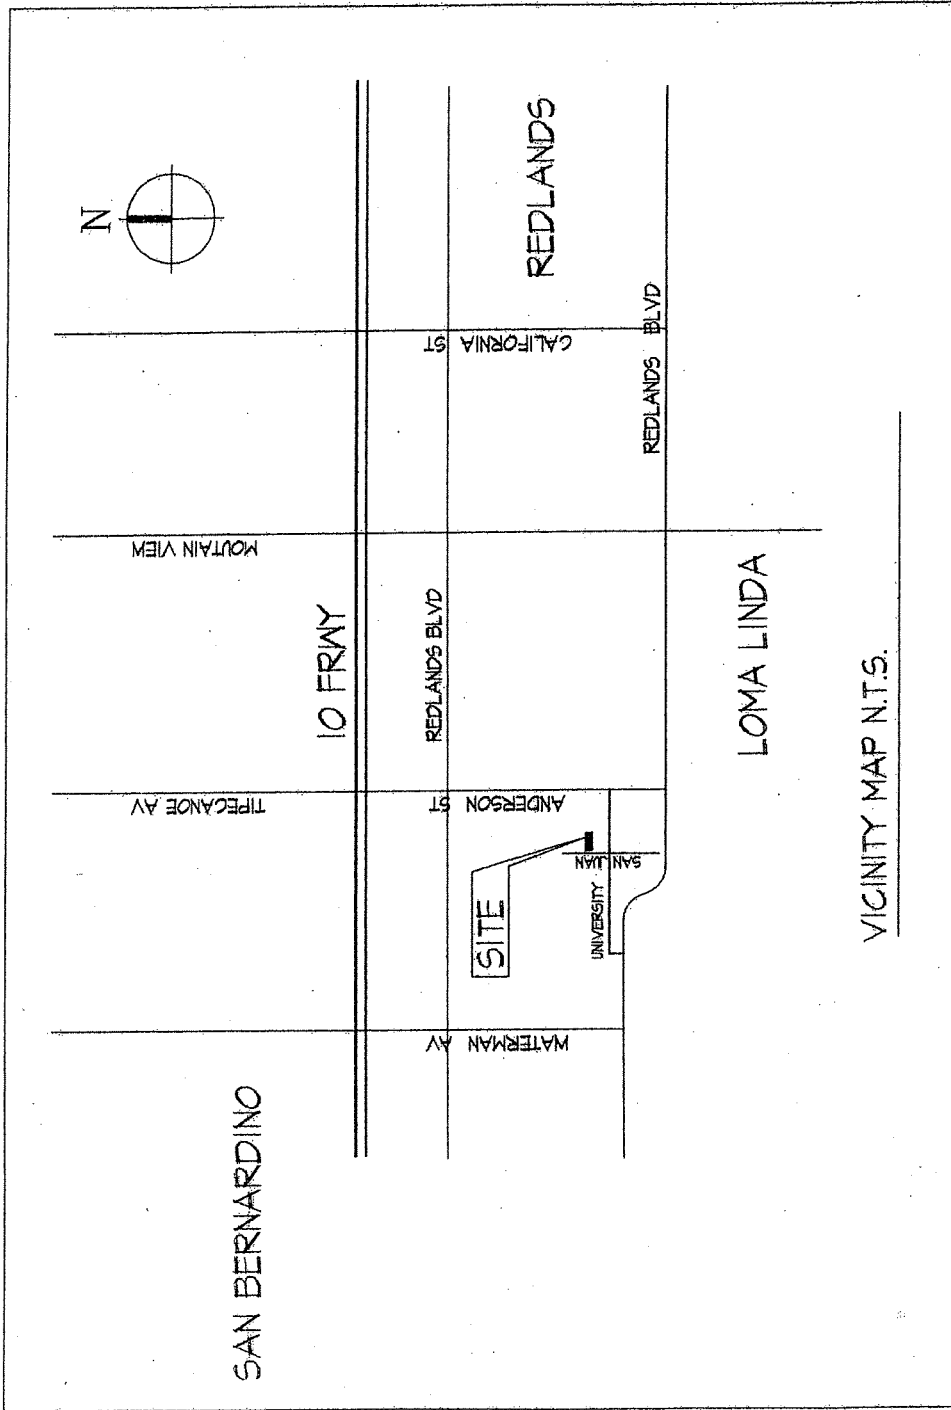 N
MOUTAIN VIEW
TIPECANOE AV
SAN BERNARDINO
10 FRWY
REDLANDS BLVD
CALIFORNIA ST
ANDERSON ST
WATERMAN AV
SITE
REDLANDS
UNIVERSITY
SAN JUAN
REDLANDS BLVD
LOMA LINDA
VICINITY MAP N.T.S.